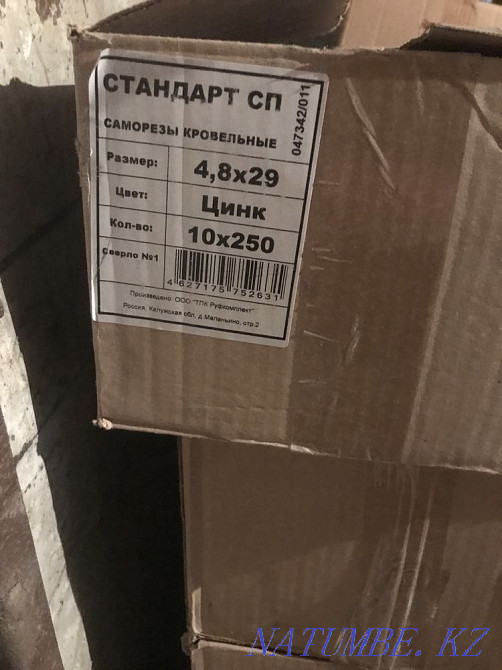 СТАНДАРТ СП
047342/011
САМОРЕЗЫ КРОВЕЛЬНЫЕ
Размер: 4,8x29
Цвет: Цинк
Кол-во: 10x250
Сверло №1
4 627175 752631
Произведено: ООО "ТПК Руфкомплект"
Россия, Калужская обл, д.Маланьино, стр.2
NATUMBE.KZ